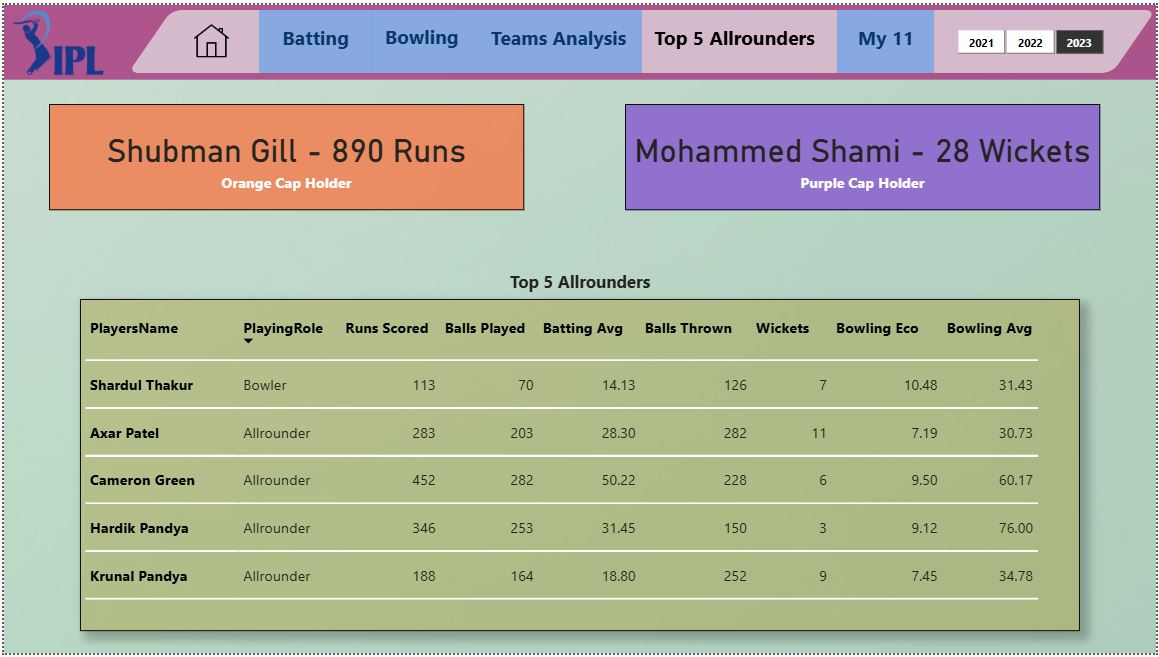 IPL
Batting Bowling Teams Analysis Top 5 Allrounders My 11 2021 2022 2023
Shubman Gill - 890 Runs
Orange Cap Holder
Mohammed Shami - 28 Wickets
Purple Cap Holder
Top 5 Allrounders
PlayersName PlayingRole Runs Scored Balls Played Batting Avg Balls Thrown Wickets Bowling Eco Bowling Avg
Shardul Thakur Bowler 113 70 14.13 126 7 10.48 31.43
Axar Patel Allrounder 283 203 28.30 282 11 7.19 30.73
Cameron Green Allrounder 452 282 50.22 228 6 9.50 60.17
Hardik Pandya Allrounder 346 253 31.45 150 3 9.12 76.00
Krunal Pandya Allrounder 188 164 18.80 252 9 7.45 34.78